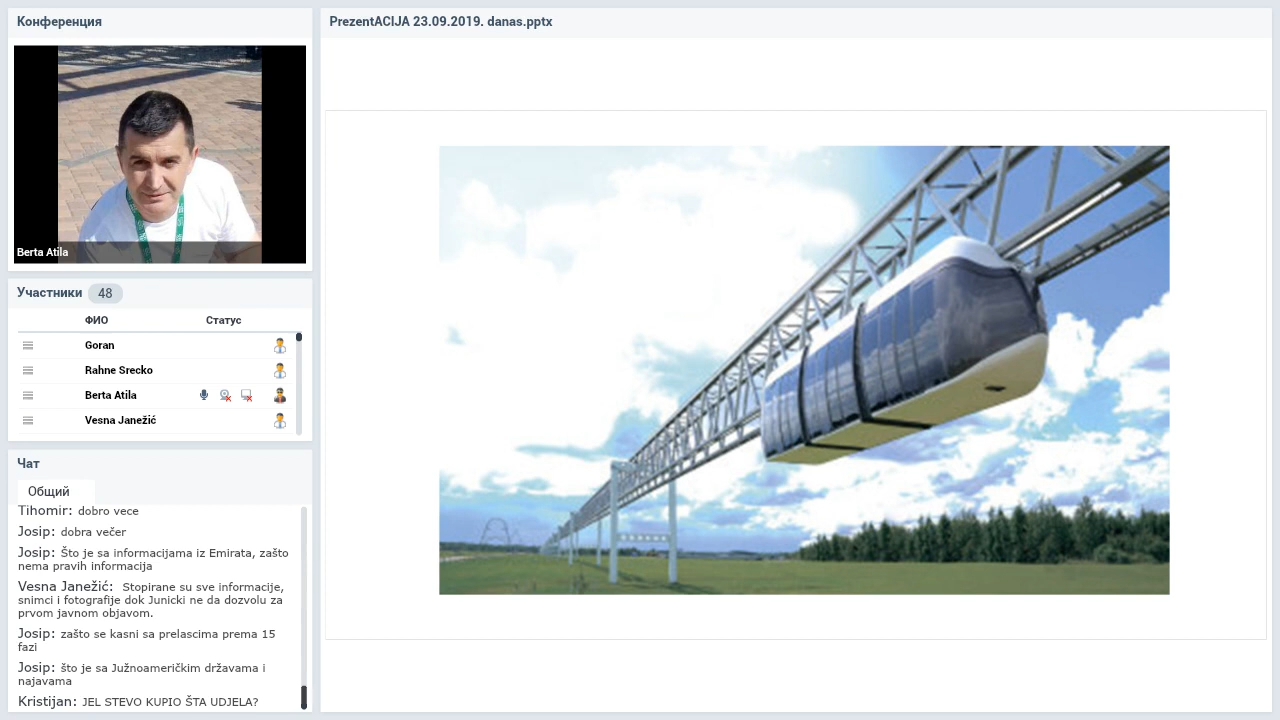 Конференция
Berta Atila
Участники 48
ФИО Статус
Goran
Rahne Srecko
Berta Atila
Vesna Janežić
Чат
Общий
Tihomir: dobro vece
Josip: dobra večer
Josip: Što je sa informacijama iz Emirata, zašto
nema pravih informacija
Vesna Janežić: Stopirane su sve informacije,
snimci i fotografije dok Junicki ne da dozvolu za
prvom javnom objavom.
Josip: zašto se kasni sa prelascima prema 15
fazi
Josip: što je sa Južnoameričkim državama i
najavama
Kristijan: JEL STEVO KUPIO ŠTA UDJELA?
PrezentACIJA 23.09.2019. danas.pptx